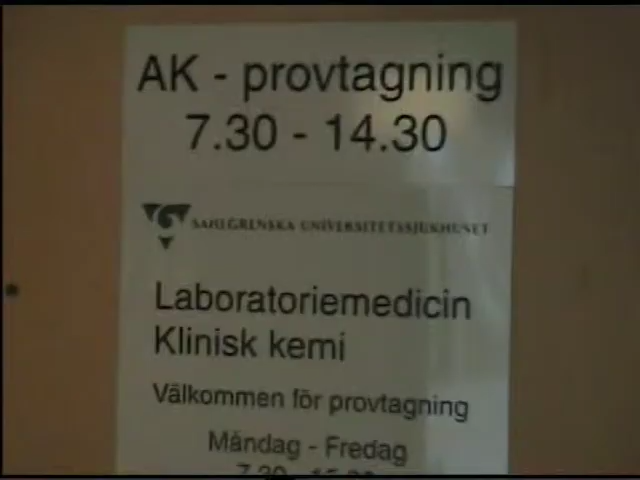 AK - provtagning
7.30 - 14.30
SAHLGRENSKA UNIVERSITETSSJUKHUSET
Laboratoriemedicin
Klinisk kemi
Välkommen för provtagning
Måndag - Fredag